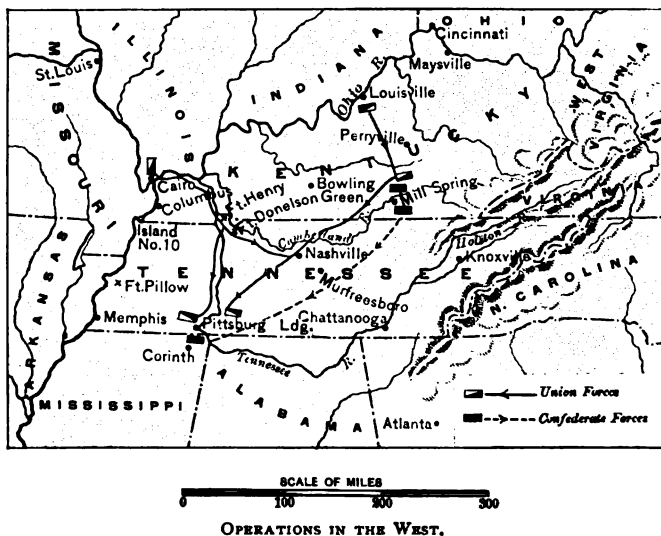 OHIO
Cincinnati
Maysville
INDIANA
ILLINOIS
MISSOURI
St. Louis
Ohio R.
Louisville
WEST VIRGINIA
Perryville
KENTUCKY
Cairo
Columbus
Ft. Henry
Donelson
Bowling Green
Mill Spring
VIRGINIA
Island No. 10
Cumberland
Nashville
Holston R.
Knoxville
TENNESSEE
Ft. Pillow
Murfreesboro
N. CAROLINA
Memphis
Pittsburg Ldg.
Chattanooga
Corinth
Tennessee R.
ARKANSAS
MISSISSIPPI
ALABAMA
Atlanta
Union Forces
Confederate Forces
SCALE OF MILES
0 100 200 300
OPERATIONS IN THE WEST.